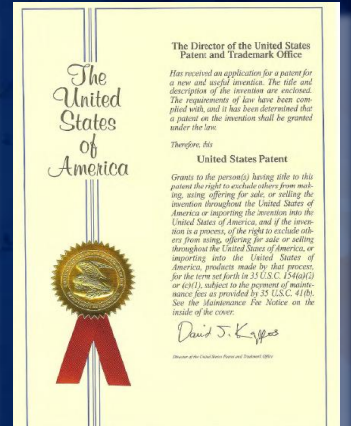 The
United
States
of
America
The Director of the United States
Patent and Trademark Office
Has received an application for a patent for
a new and useful invention. The title and
description of the invention are enclosed.
The requirements of law have been com-
plied with, and it has been determined that
a patent on the invention shall be granted
under the law.
Therefore, this
United States Patent
Grants to the person(s) having title to this
patent the right to exclude others from mak-
ing, using, offering for sale, or selling the
invention throughout the United States of
America or importing the invention into the
United States of America, and if the inven-
tion is a process, of the right to exclude oth-
ers from using, offering for sale or selling
throughout the United States of America, or
importing into the United States of
America, products made by that process,
for the term set forth in 35 U.S.C. 154(a)(2)
or (c)(1), subject to the payment of mainte-
nance fees as provided by 35 U.S.C. 41(b).
See the Maintenance Fee Notice on the
inside of the cover.
David J. Kappos
Director of the United States Patent and Trademark Office